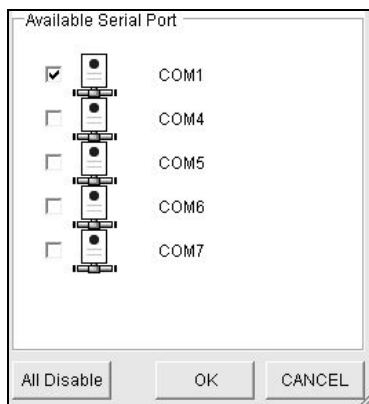 Available Serial Port
COM1
COM4
COM5
COM6
COM7
All Disable OK CANCEL